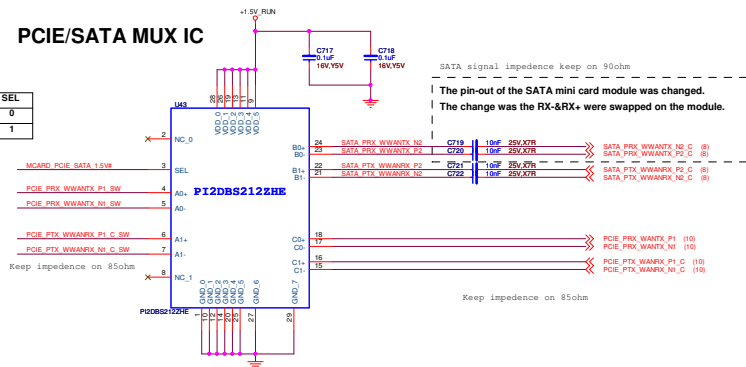 +1.5V_RUN
PCIE/SATA MUX IC
C717
0.1uF
16V,Y5V
C718
0.1uF
16V,Y5V
SATA signal impedence keep on 90ohm
The pin-out of the SATA mini card module was changed.
The change was the RX-&RX+ were swapped on the module.
SEL
0
1
U43
28 26 19 13 11 9
VDD_0 VDD_1 VDD_2 VDD_3 VDD_4 VDD_5
2 NC_0
MCARD_PCIE_SATA_1.5V# 3 SEL
PCIE_PRX_WWANTX_P1_SW 4 A0+
PCIE_PRX_WWANTX_N1_SW 5 A0-
PCIE_PTX_WWANRX_P1_C_SW 6 A1+
PCIE_PTX_WWANRX_N1_C_SW 7 A1-
Keep impedence on 85ohm
8 NC_1
PI2DBS212ZHE
B0+ 24 SATA_PRX_WWANTX_N2 C719 10nF 25V,X7R SATA_PRX_WWANTX_N2_C (8)
B0- 23 SATA_PRX_WWANTX_P2 C720 10nF 25V,X7R SATA_PRX_WWANTX_P2_C (8)
B1+ 22 SATA_PTX_WWANRX_P2 C721 10nF 25V,X7R SATA_PTX_WWANRX_P2_C (8)
B1- 21 SATA_PTX_WWANRX_N2 C722 10nF 25V,X7R SATA_PTX_WWANRX_N2_C (8)
C0+ 18 PCIE_PRX_WANTX_P1 (10)
C0- 17 PCIE_PRX_WANTX_N1 (10)
C1+ 16 PCIE_PTX_WANRX_P1_C (10)
C1- 15 PCIE_PTX_WANRX_N1_C (10)
Keep impedence on 85ohm
GND_0 GND_1 GND_2 GND_3 GND_4 GND_5 GND_6 GND_7
PI2DBS212ZHE
1 10 12 14 20 25 27 29